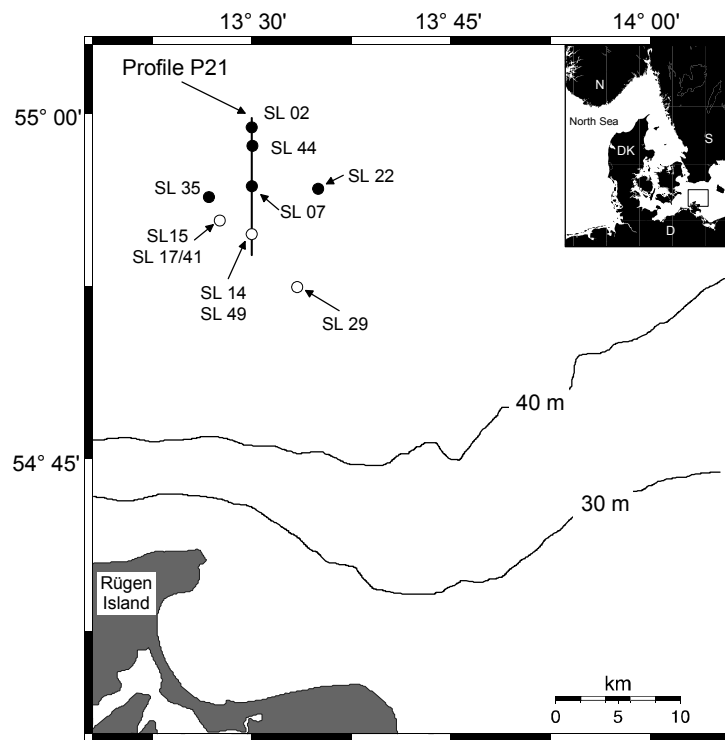 13° 30'
13° 45'
14° 00'
Profile P21
55° 00'
SL 02
SL 44
SL 22
SL 35
SL 07
SL15
SL 17/41
SL 14
SL 49
SL 29
N
North Sea
S
DK
D
40 m
54° 45'
30 m
Rügen
Island
km
0 5 10